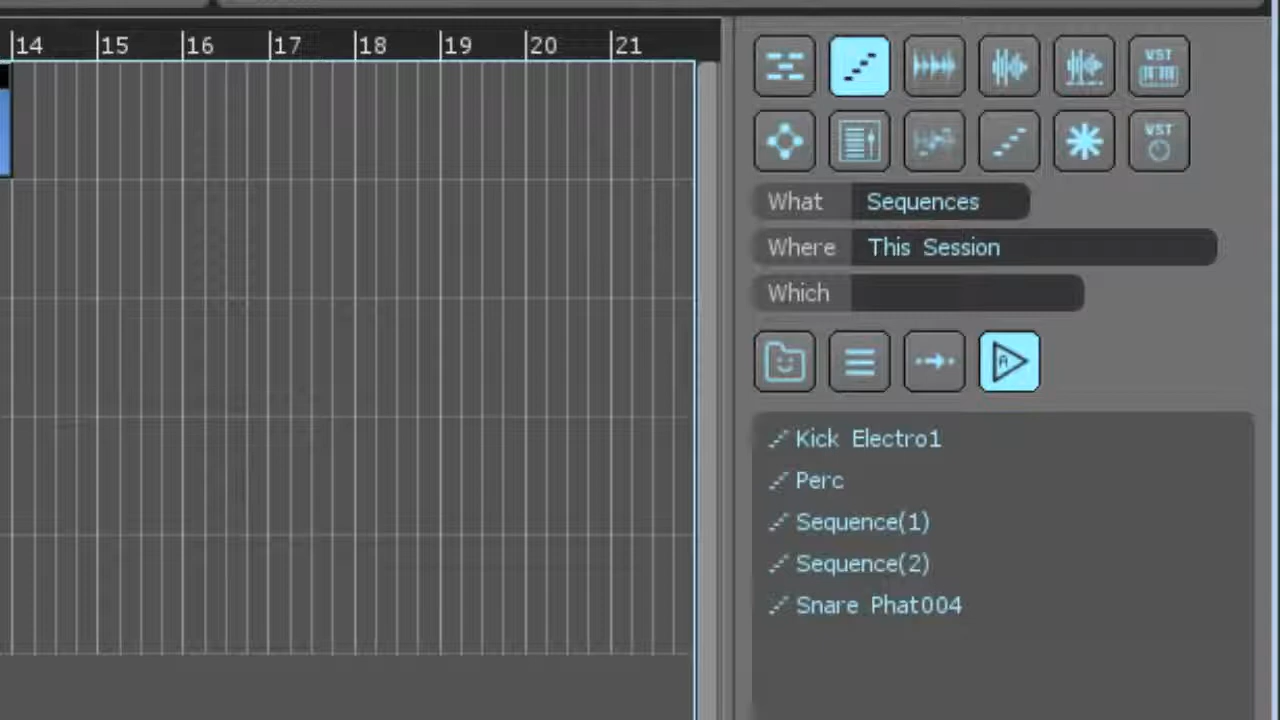 14 15 16 17 18 19 20 21
VST
VST
What Sequences
Where This Session
Which
A
Kick Electro1
Perc
Sequence(1)
Sequence(2)
Snare Phat004